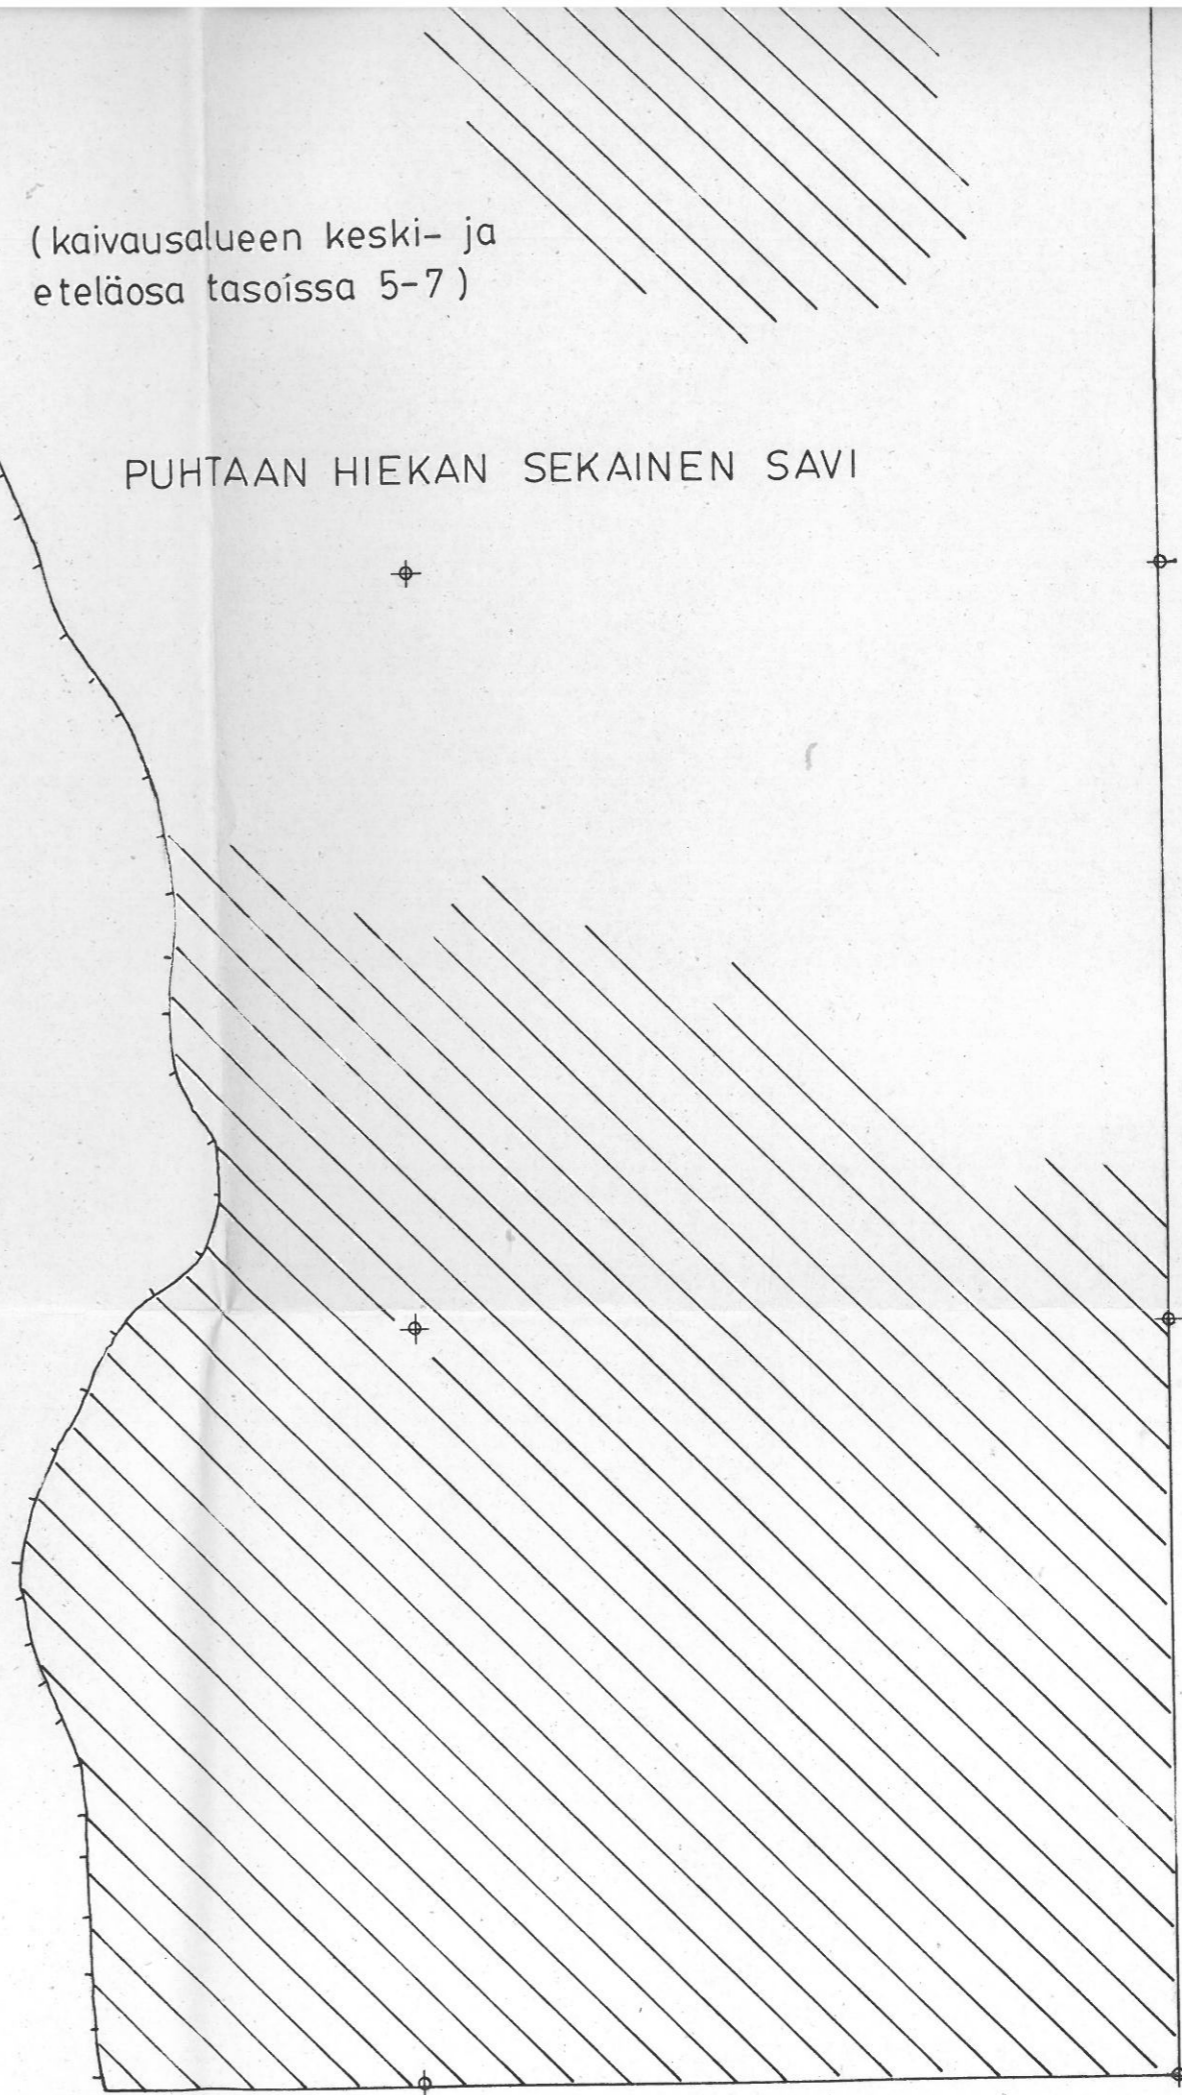 (kaivausalueen keski- ja
eteläosa tasoissa 5-7)
PUHTAAN HIEKAN SEKAINEN SAVI